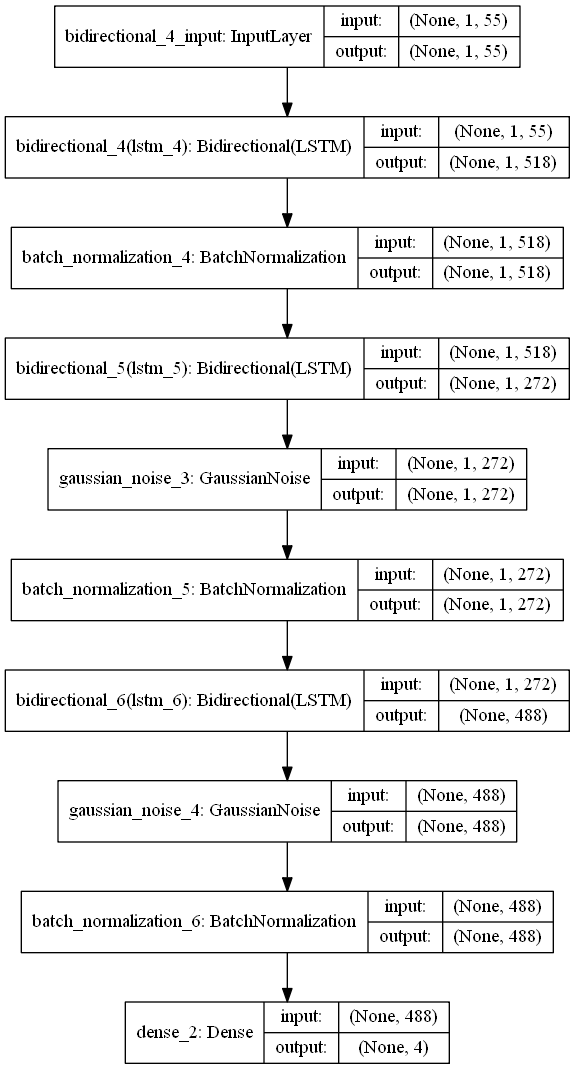 bidirectional_4_input: InputLayer
input: (None, 1, 55)
output: (None, 1, 55)
bidirectional_4(lstm_4): Bidirectional(LSTM)
input: (None, 1, 55)
output: (None, 1, 518)
batch_normalization_4: BatchNormalization
input: (None, 1, 518)
output: (None, 1, 518)
bidirectional_5(lstm_5): Bidirectional(LSTM)
input: (None, 1, 518)
output: (None, 1, 272)
gaussian_noise_3: GaussianNoise
input: (None, 1, 272)
output: (None, 1, 272)
batch_normalization_5: BatchNormalization
input: (None, 1, 272)
output: (None, 1, 272)
bidirectional_6(lstm_6): Bidirectional(LSTM)
input: (None, 1, 272)
output: (None, 488)
gaussian_noise_4: GaussianNoise
input: (None, 488)
output: (None, 488)
batch_normalization_6: BatchNormalization
input: (None, 488)
output: (None, 488)
dense_2: Dense
input: (None, 488)
output: (None, 4)